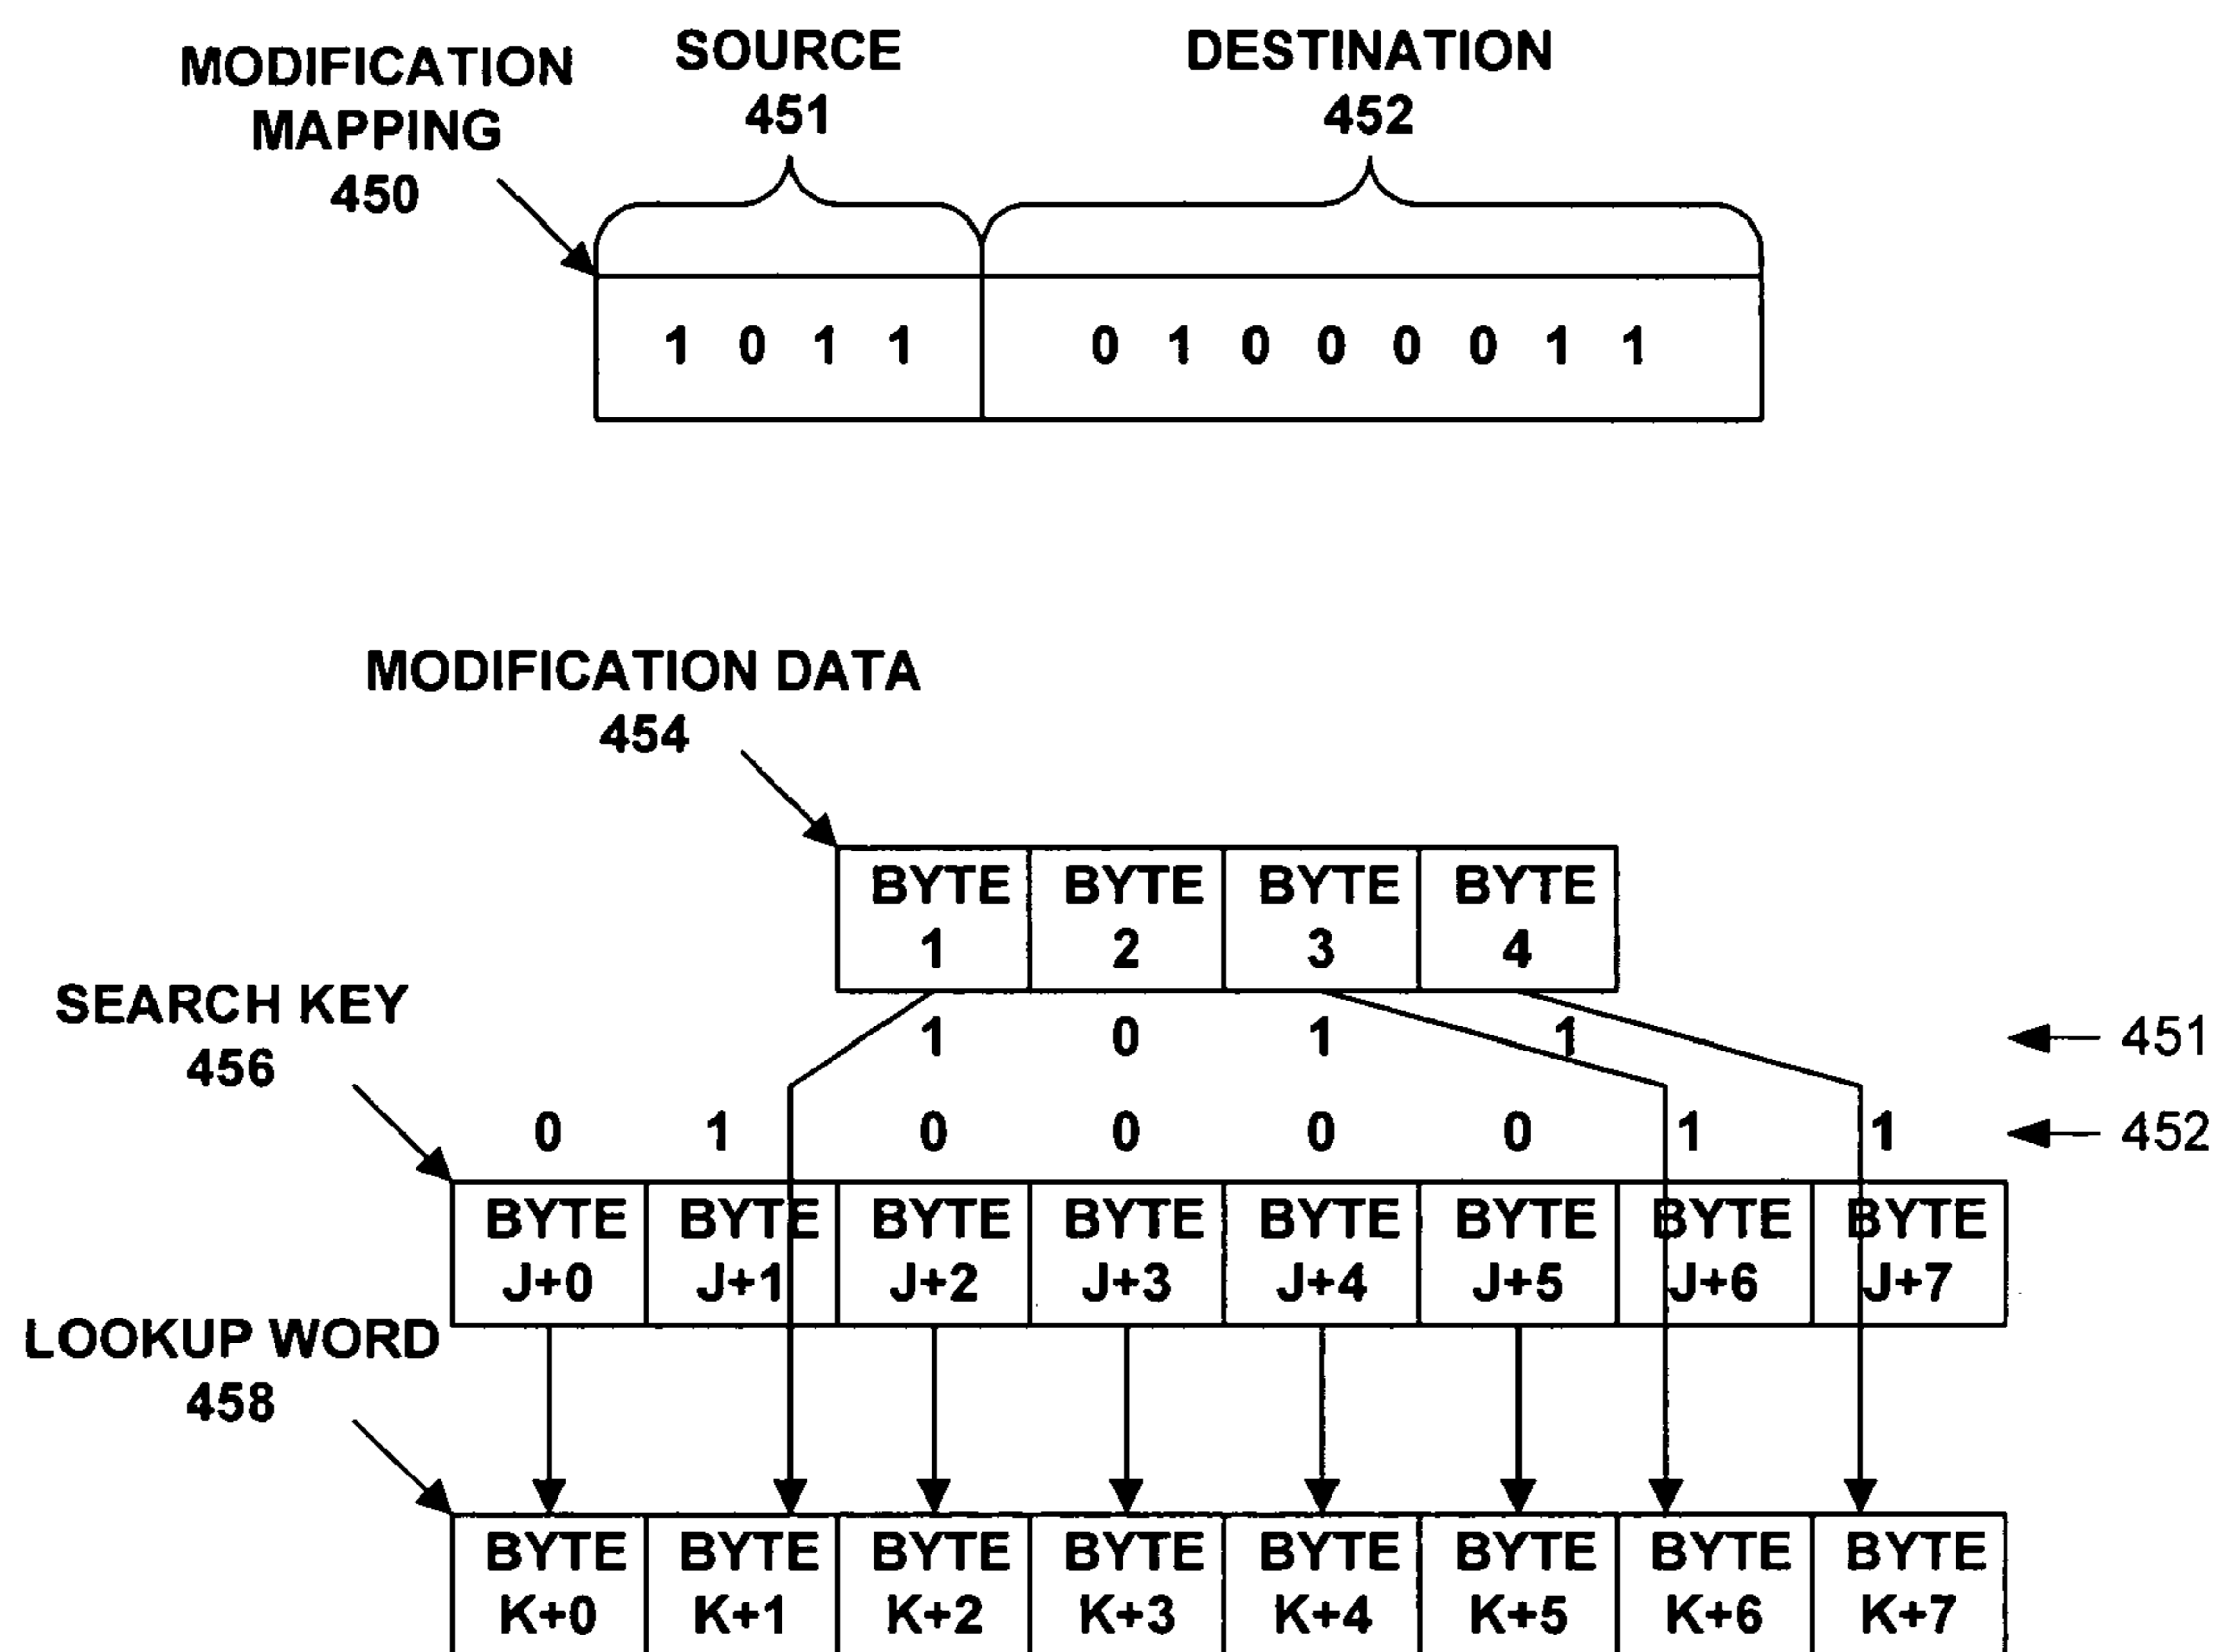 MODIFICATION
MAPPING
450
SOURCE
451
DESTINATION
452
1 0 1 1
0 1 0 0 0 0 1 1
MODIFICATION DATA
454
BYTE 1
BYTE 2
BYTE 3
BYTE 4
SEARCH KEY
456
1 0 1 1
451
0 1 0 0 0 0 1 1
452
BYTE J+0
BYTE J+1
BYTE J+2
BYTE J+3
BYTE J+4
BYTE J+5
BYTE J+6
BYTE J+7
LOOKUP WORD
458
BYTE K+0
BYTE K+1
BYTE K+2
BYTE K+3
BYTE K+4
BYTE K+5
BYTE K+6
BYTE K+7